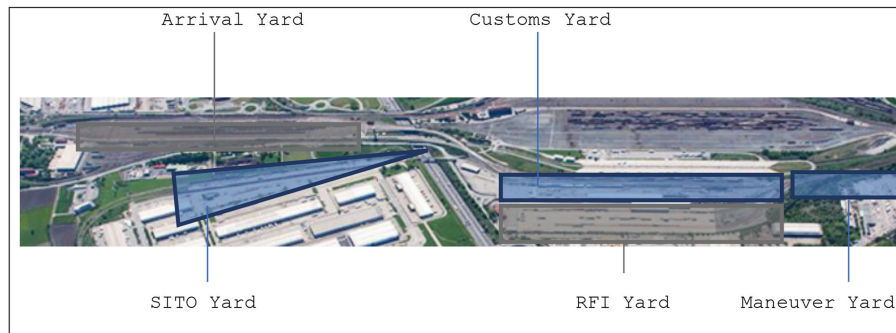 Arrival Yard
Customs Yard
SITO Yard
RFI Yard
Maneuver Yard